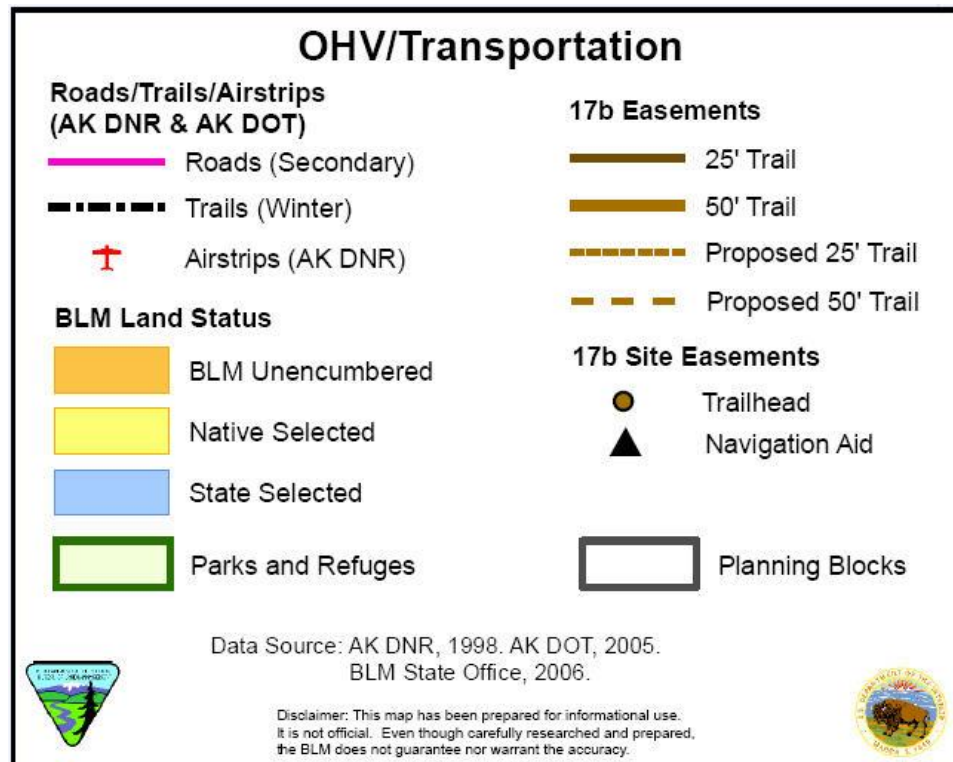 OHV/Transportation
Roads/Trails/Airstrips
(AK DNR & AK DOT)
Roads (Secondary)
Trails (Winter)
Airstrips (AK DNR)
BLM Land Status
BLM Unencumbered
Native Selected
State Selected
Parks and Refuges
17b Easements
25' Trail
50' Trail
Proposed 25' Trail
Proposed 50' Trail
17b Site Easements
Trailhead
Navigation Aid
Planning Blocks
Data Source: AK DNR, 1998. AK DOT, 2005.
BLM State Office, 2006.
Disclaimer: This map has been prepared for informational use.
It is not official. Even though carefully researched and prepared,
the BLM does not guarantee nor warrant the accuracy.